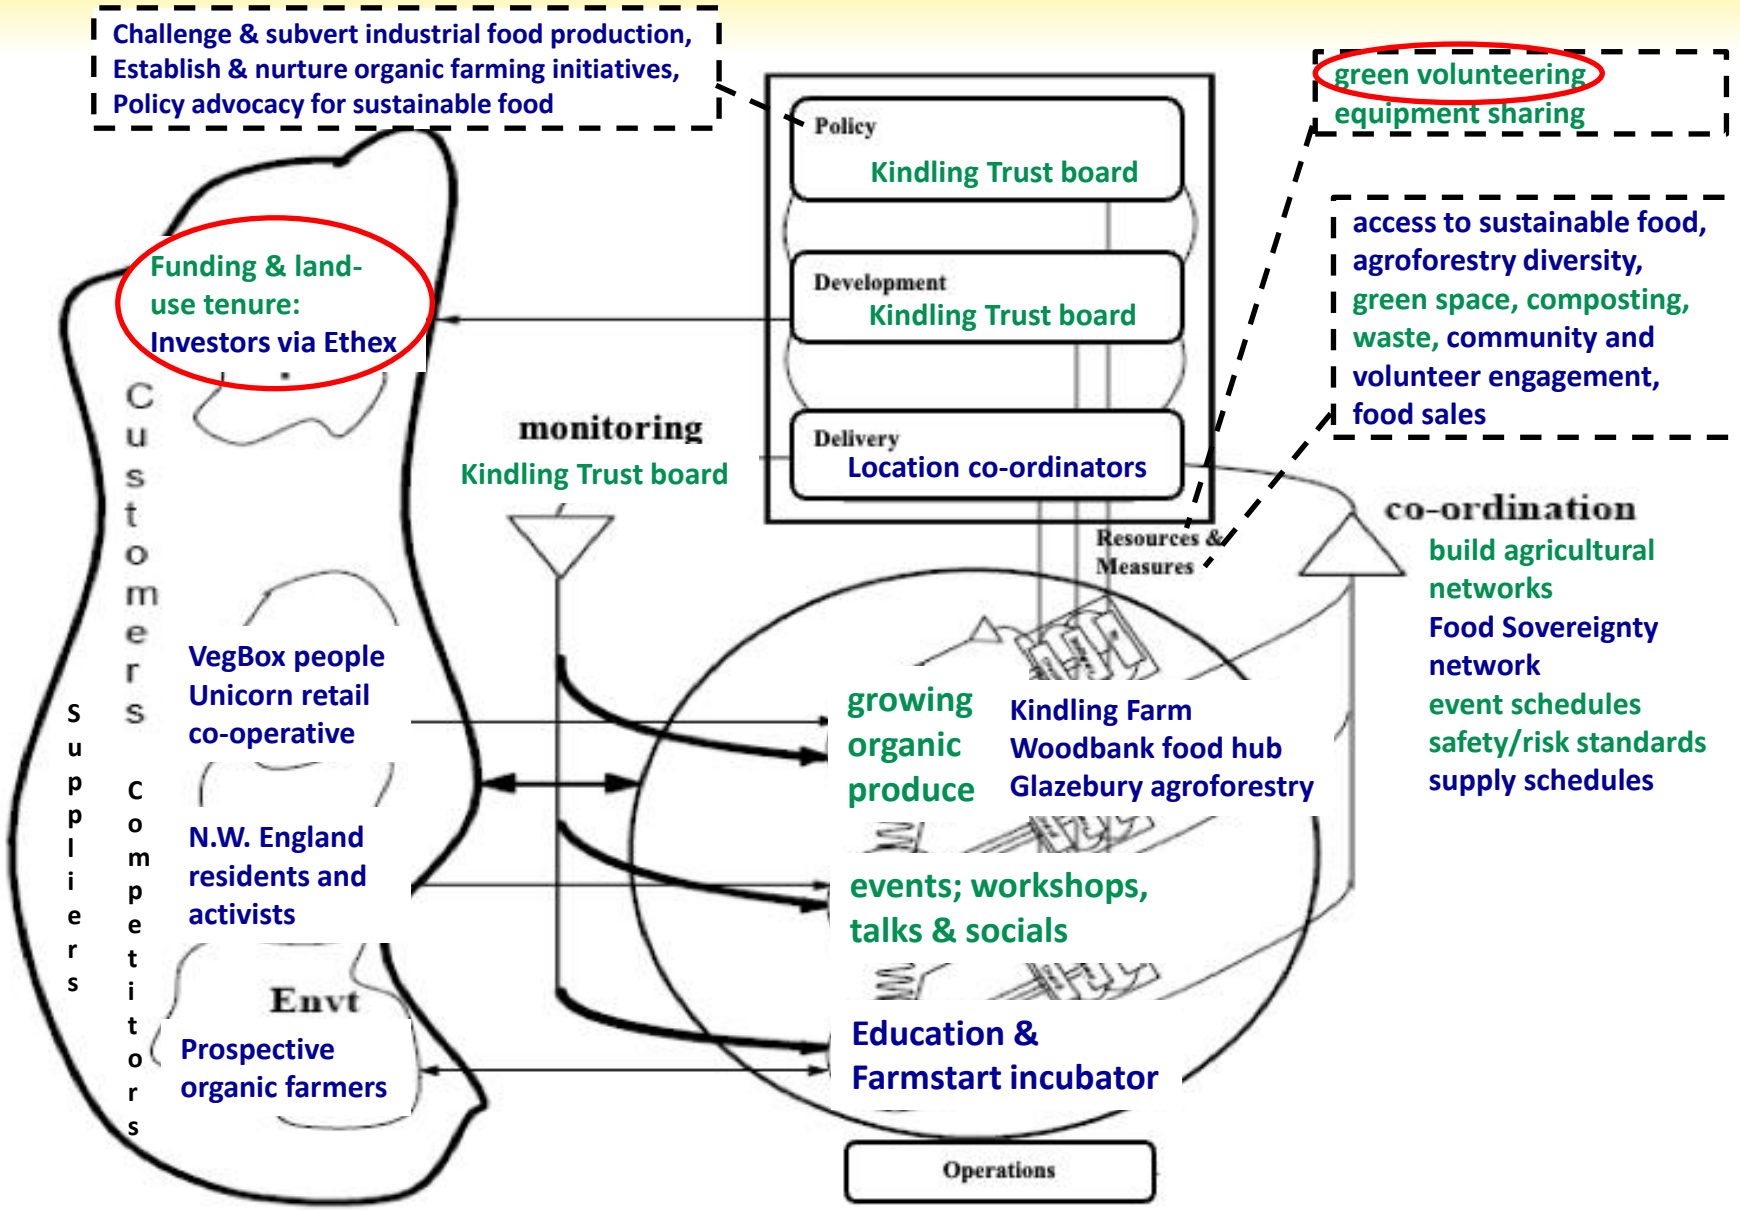 Challenge & subvert industrial food production,
Establish & nurture organic farming initiatives,
Policy advocacy for sustainable food
green volunteering
equipment sharing
Policy
Kindling Trust board
access to sustainable food,
agroforestry diversity,
green space, composting,
waste, community and
volunteer engagement,
food sales
Funding & land-
use tenure:
Investors via Ethex
Development
Kindling Trust board
Customers
monitoring
Kindling Trust board
Delivery
Location co-ordinators
Resources &
Measures
co-ordination
build agricultural
networks
Food Sovereignty
network
event schedules
safety/risk standards
supply schedules
VegBox people
Unicorn retail
co-operative
Suppliers
Competitors
growing
organic
produce
Kindling Farm
Woodbank food hub
Glazebury agroforestry
N.W. England
residents and
activists
events; workshops,
talks & socials
Envt
Prospective
organic farmers
Education &
Farmstart incubator
Operations